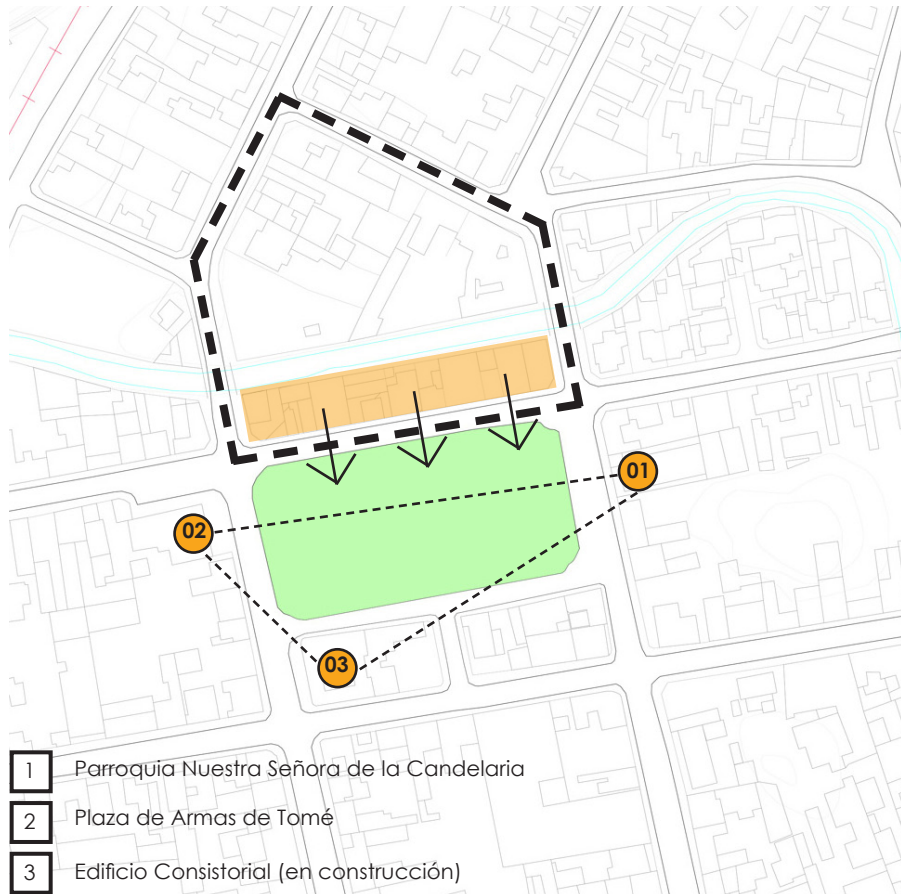 01
02
03
1 Parroquia Nuestra Señora de la Candelaria
2 Plaza de Armas de Tomé
3 Edificio Consistorial (en construcción)